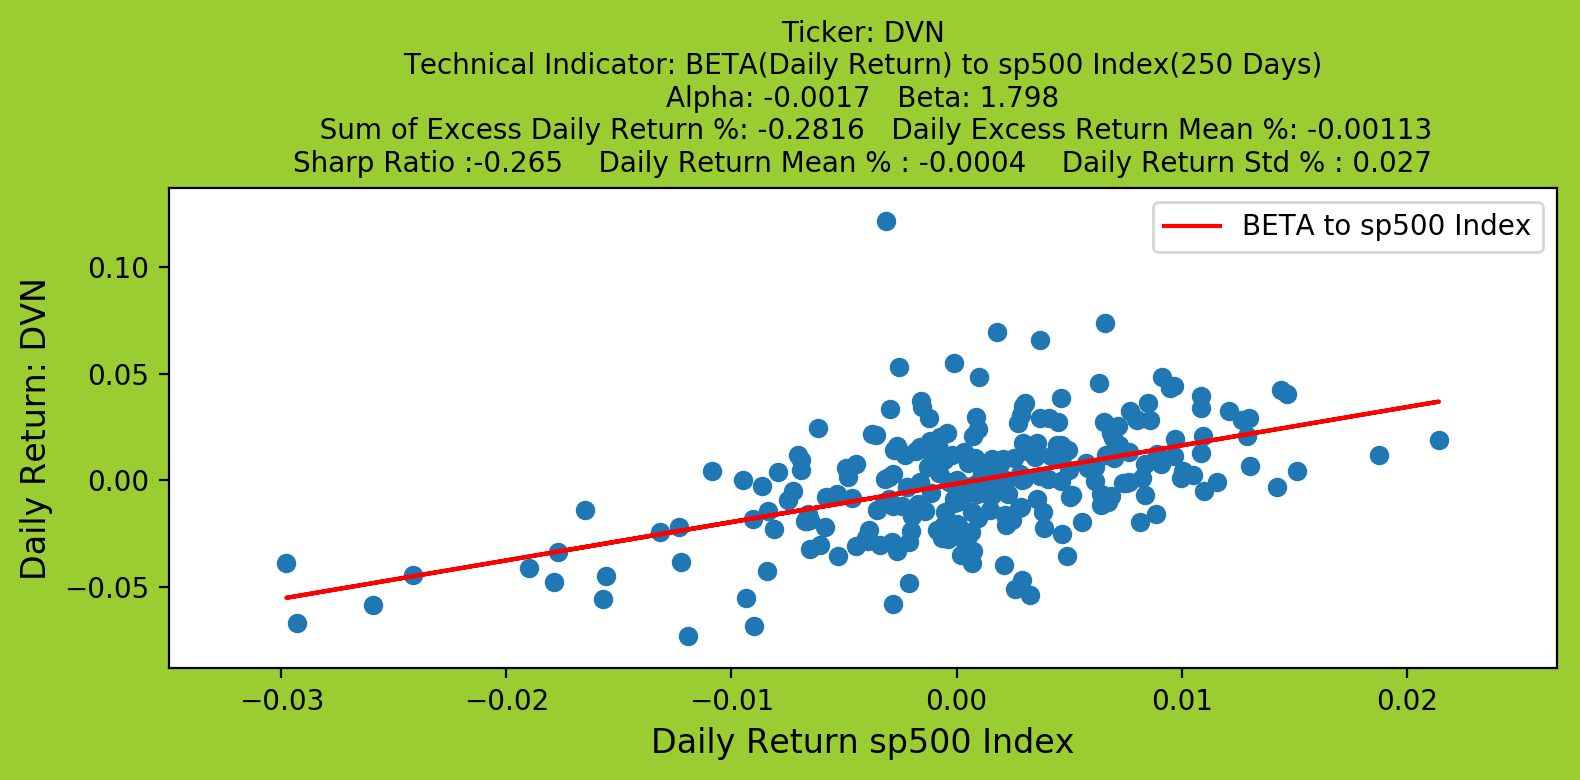 Ticker: DVN
Technical Indicator: BETA(Daily Return) to sp500 Index(250 Days)
Alpha: -0.0017   Beta: 1.798
Sum of Excess Daily Return %: -0.2816   Daily Excess Return Mean %: -0.00113
Sharp Ratio :-0.265    Daily Return Mean % : -0.0004    Daily Return Std % : 0.027
BETA to sp500 Index
Daily Return: DVN
0.10
0.05
0.00
−0.05
−0.03
−0.02
−0.01
0.00
0.01
0.02
Daily Return sp500 Index